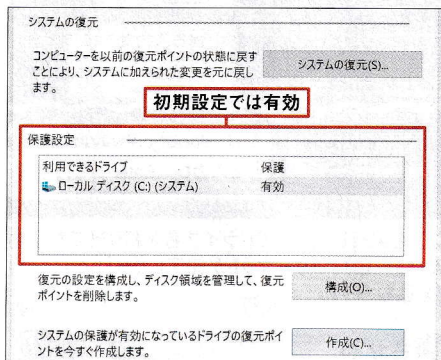 システムの復元
コンピューターを以前の復元ポイントの状態に戻す
ことにより、システムに加えられた変更を元に戻し
ます。
システムの復元(S)...
初期設定では有効
保護設定
利用できるドライブ 保護
ローカル ディスク (C:) (システム) 有効
復元の設定を構成し、ディスク領域を管理して、復元
ポイントを削除します。
構成(O)...
システムの保護が有効になっているドライブの復元ポイ
ントを今すぐ作成します。
作成(C)...